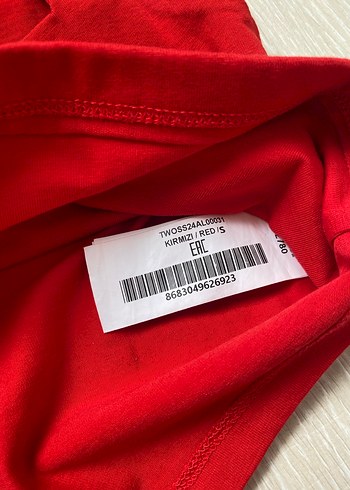 TWOSS24AL00031
KIRMIZI / RED /S
EAC
8683049626923